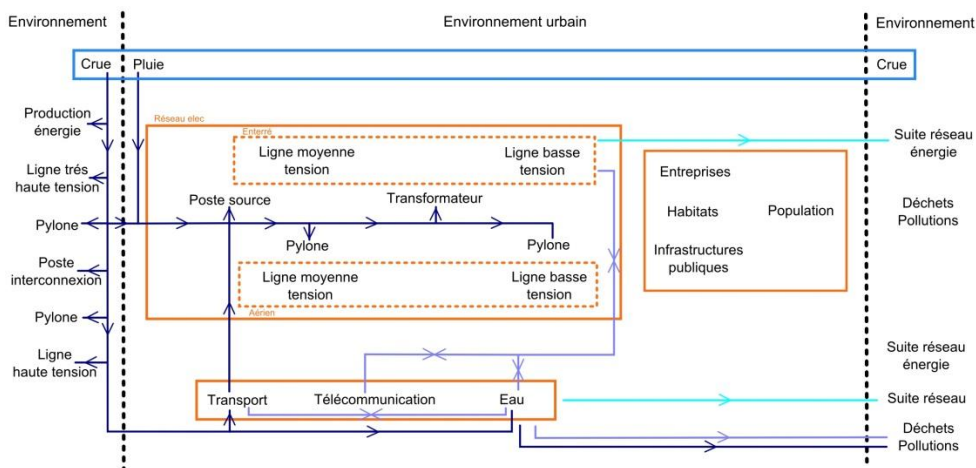 Environnement
Environnement urbain
Environnement
Crue
Pluie
Crue
Production
énergie
Ligne trés
haute tension
Pylone
Poste
interconnexion
Pylone
Ligne
haute tension
Réseau elec
Enterré
Ligne moyenne
tension
Ligne basse
tension
Poste source
Transformateur
Pylone
Pylone
Ligne moyenne
tension
Ligne basse
tension
Aérien
Entreprises
Habitats
Population
Infrastructures
publiques
Transport
Télécommunication
Eau
Suite réseau
énergie
Déchets
Pollutions
Suite réseau
énergie
Suite réseau
Déchets
Pollutions